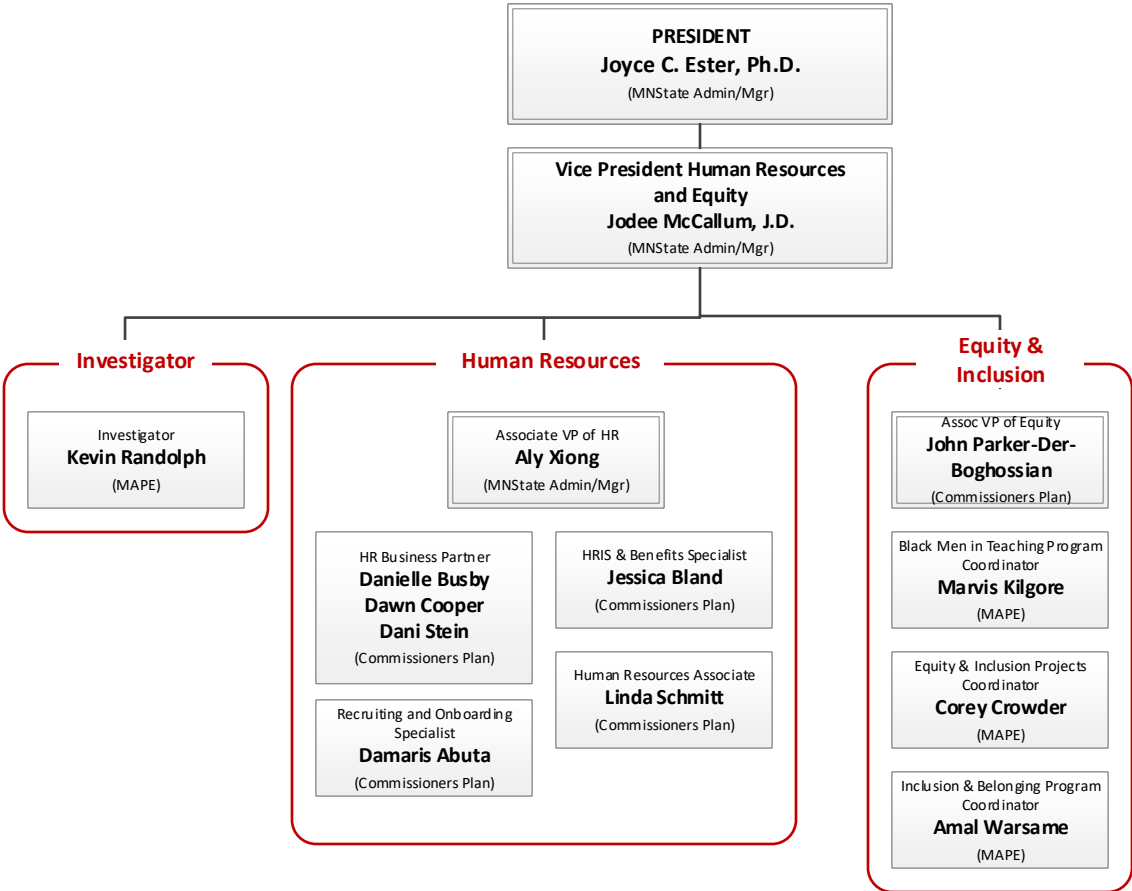 PRESIDENT
Joyce C. Ester, Ph.D.
(MNState Admin/Mgr)
Vice President Human Resources
and Equity
Jodee McCallum, J.D.
(MNState Admin/Mgr)
Investigator
Investigator
Kevin Randolph
(MAPE)
Human Resources
Associate VP of HR
Aly Xiong
(MNState Admin/Mgr)
HR Business Partner
Danielle Busby
Dawn Cooper
Dani Stein
(Commissioners Plan)
Recruiting and Onboarding
Specialist
Damaris Abuta
(Commissioners Plan)
HRIS & Benefits Specialist
Jessica Bland
(Commissioners Plan)
Human Resources Associate
Linda Schmitt
(Commissioners Plan)
Equity &
Inclusion
Assoc VP of Equity
John Parker-Der-
Boghossian
(Commissioners Plan)
Black Men in Teaching Program
Coordinator
Marvis Kilgore
(MAPE)
Equity & Inclusion Projects
Coordinator
Corey Crowder
(MAPE)
Inclusion & Belonging Program
Coordinator
Amal Warsame
(MAPE)